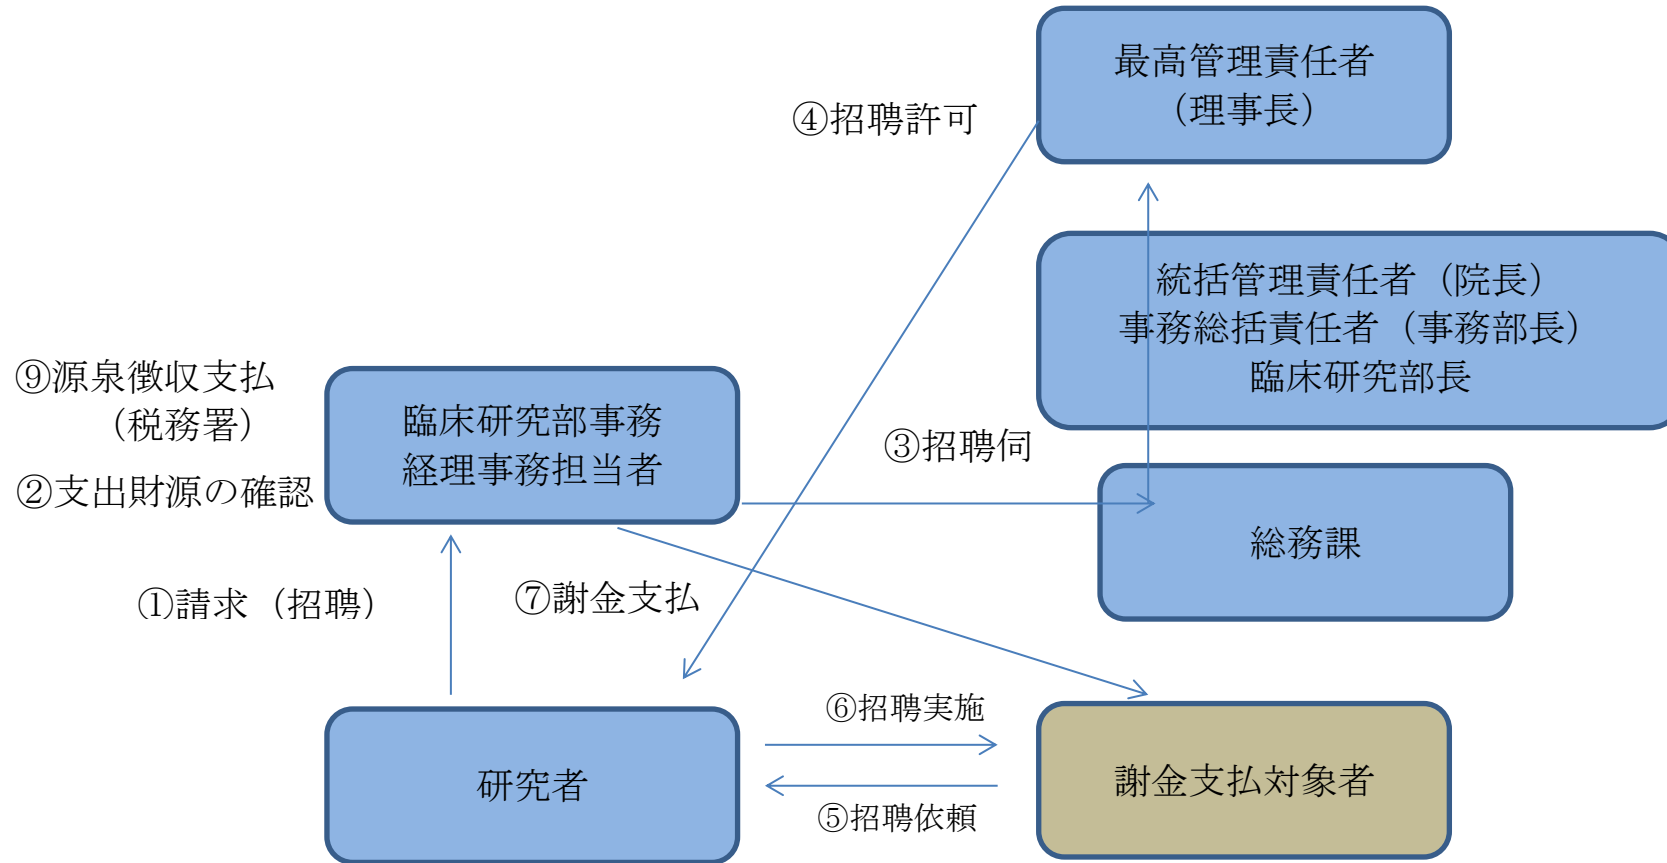 最高管理責任者
（理事長）
④招聘許可
統括管理責任者（院長）
事務総括責任者（事務部長）
臨床研究部長
⑨源泉徴収支払
（税務署）
臨床研究部事務
経理事務担当者
③招聘伺
②支出財源の確認
総務課
①請求（招聘）
⑦謝金支払
⑥招聘実施
研究者
謝金支払対象者
⑤招聘依頼